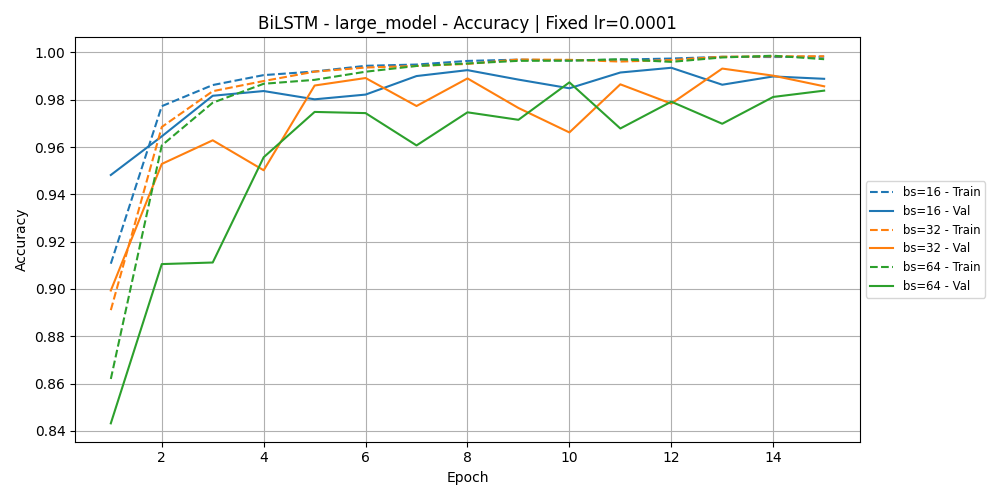 BiLSTM - large_model - Accuracy | Fixed lr=0.0001
Accuracy
1.00
0.98
0.96
0.94
0.92
0.90
0.88
0.86
0.84
2 4 6 8 10 12 14
Epoch
bs=16 - Train
bs=16 - Val
bs=32 - Train
bs=32 - Val
bs=64 - Train
bs=64 - Val